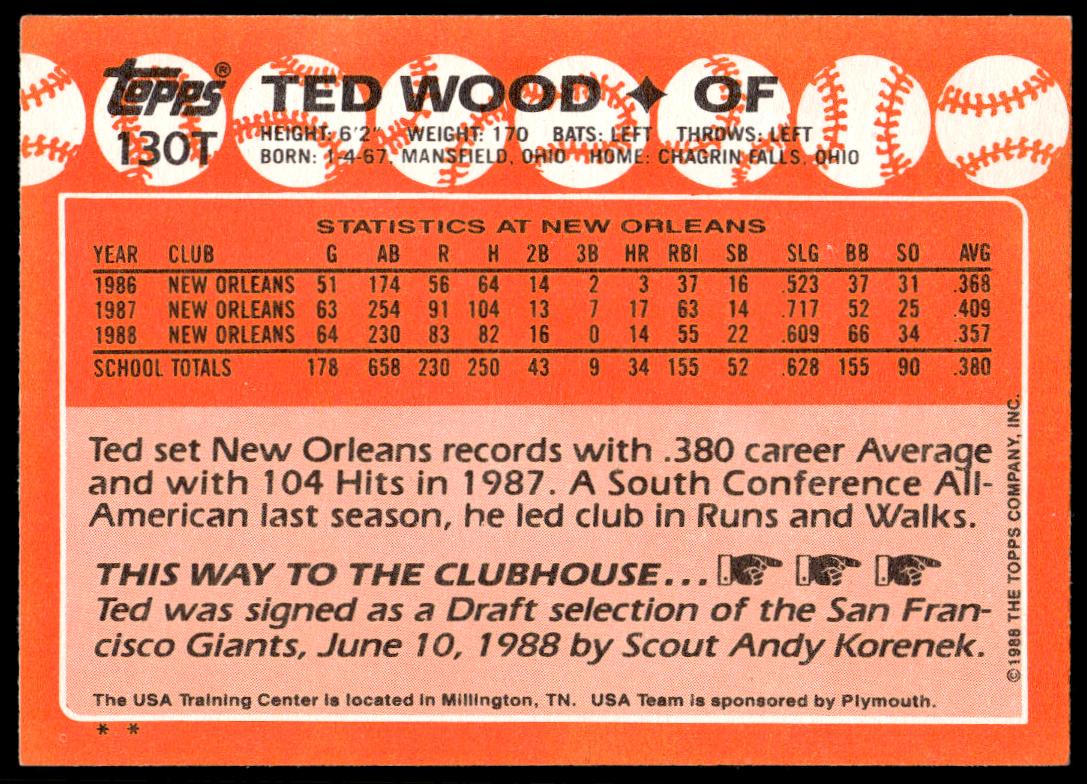 Topps® TED WOOD ✦ OF
130T
HEIGHT: 6'2" WEIGHT: 170 BATS: LEFT THROWS: LEFT
BORN: 1-4-67, MANSFIELD, OHIO HOME: CHAGRIN FALLS, OHIO
STATISTICS AT NEW ORLEANS
YEAR CLUB G AB R H 2B 3B HR RBI SB SLG BB SO AVG
1986 NEW ORLEANS 51 174 56 64 14 2 3 37 16 .523 37 31 .368
1987 NEW ORLEANS 63 254 91 104 13 7 17 63 14 .717 52 25 .409
1988 NEW ORLEANS 64 230 83 82 16 0 14 55 22 .609 66 34 .357
SCHOOL TOTALS 178 658 230 250 43 9 34 155 52 .628 155 90 .380
Ted set New Orleans records with .380 career Average
and with 104 Hits in 1987. A South Conference All-
American last season, he led club in Runs and Walks.
THIS WAY TO THE CLUBHOUSE...
Ted was signed as a Draft selection of the San Fran-
cisco Giants, June 10, 1988 by Scout Andy Korenek.
The USA Training Center is located in Millington, TN. USA Team is sponsored by Plymouth.
* *
©1988 THE TOPPS COMPANY, INC.